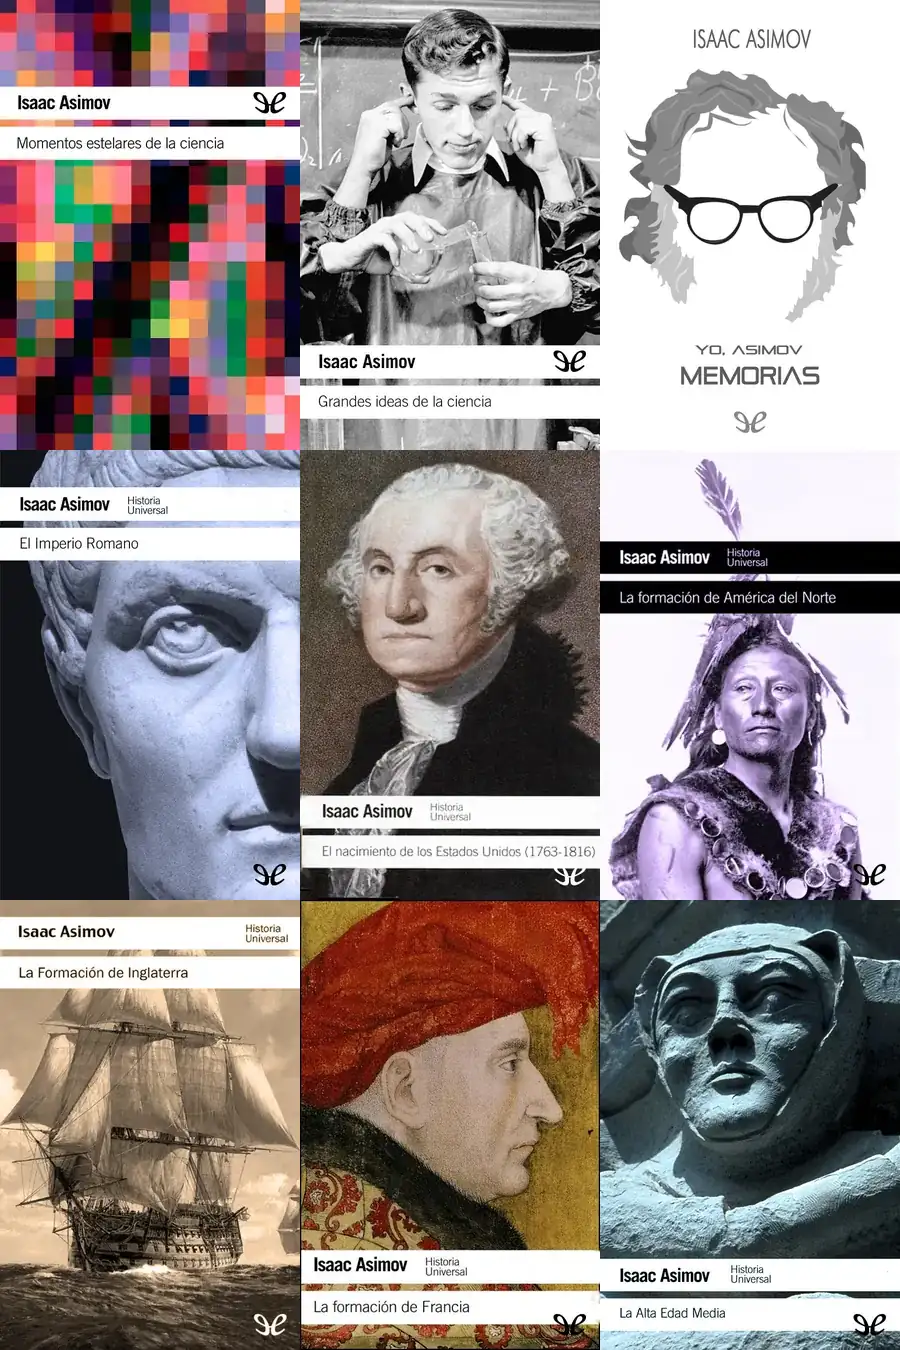 Isaac Asimov
Momentos estelares de la ciencia
Isaac Asimov
Grandes ideas de la ciencia
ISAAC ASIMOV
YO, ASIMOV
MEMORIAS
Isaac Asimov
Historia
Universal
El Imperio Romano
Isaac Asimov
Historia
Universal
El nacimiento de los Estados Unidos (1763-1816)
Isaac Asimov
Historia
Universal
La formación de América del Norte
Isaac Asimov
Historia
Universal
La Formación de Inglaterra
Isaac Asimov
Historia
Universal
La formación de Francia
Isaac Asimov
Historia
Universal
La Alta Edad Media